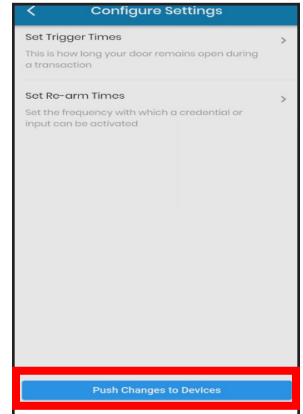 Configure Settings
Set Trigger Times
This is how long your door remains open during
a transaction
Set Re-arm Times
Set the frequency with which a credential or
input can be activated
Push Changes to Devices